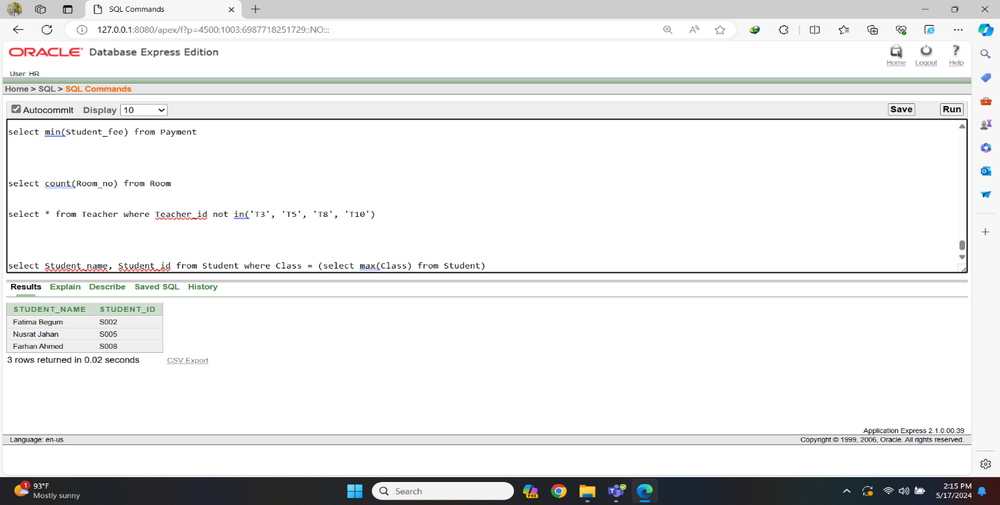 SQL Commands
127.0.0.1:8080/apex/f?p=4500:1003:6987718251729::NO:::
ORACLE® Database Express Edition
Home Logout Help
User: HR
Home > SQL > SQL Commands
Autocommit Display 10 Save Run
select min(Student_fee) from Payment
select count(Room_no) from Room
select * from Teacher where Teacher_id not in('T3', 'T5', 'T8', 'T10')
select Student_name, Student_id from Student where Class = (select max(Class) from Student)
Results Explain Describe Saved SQL History
STUDENT_NAME STUDENT_ID
Fatima Begum S002
Nusrat Jahan S005
Farhan Ahmed S008
3 rows returned in 0.02 seconds CSV Export
Application Express 2.1.0.00.39
Language: en-us Copyright © 1999, 2006, Oracle. All rights reserved.
1 93°F
Mostly sunny
Search
PRE
2:15 PM
5/17/2024